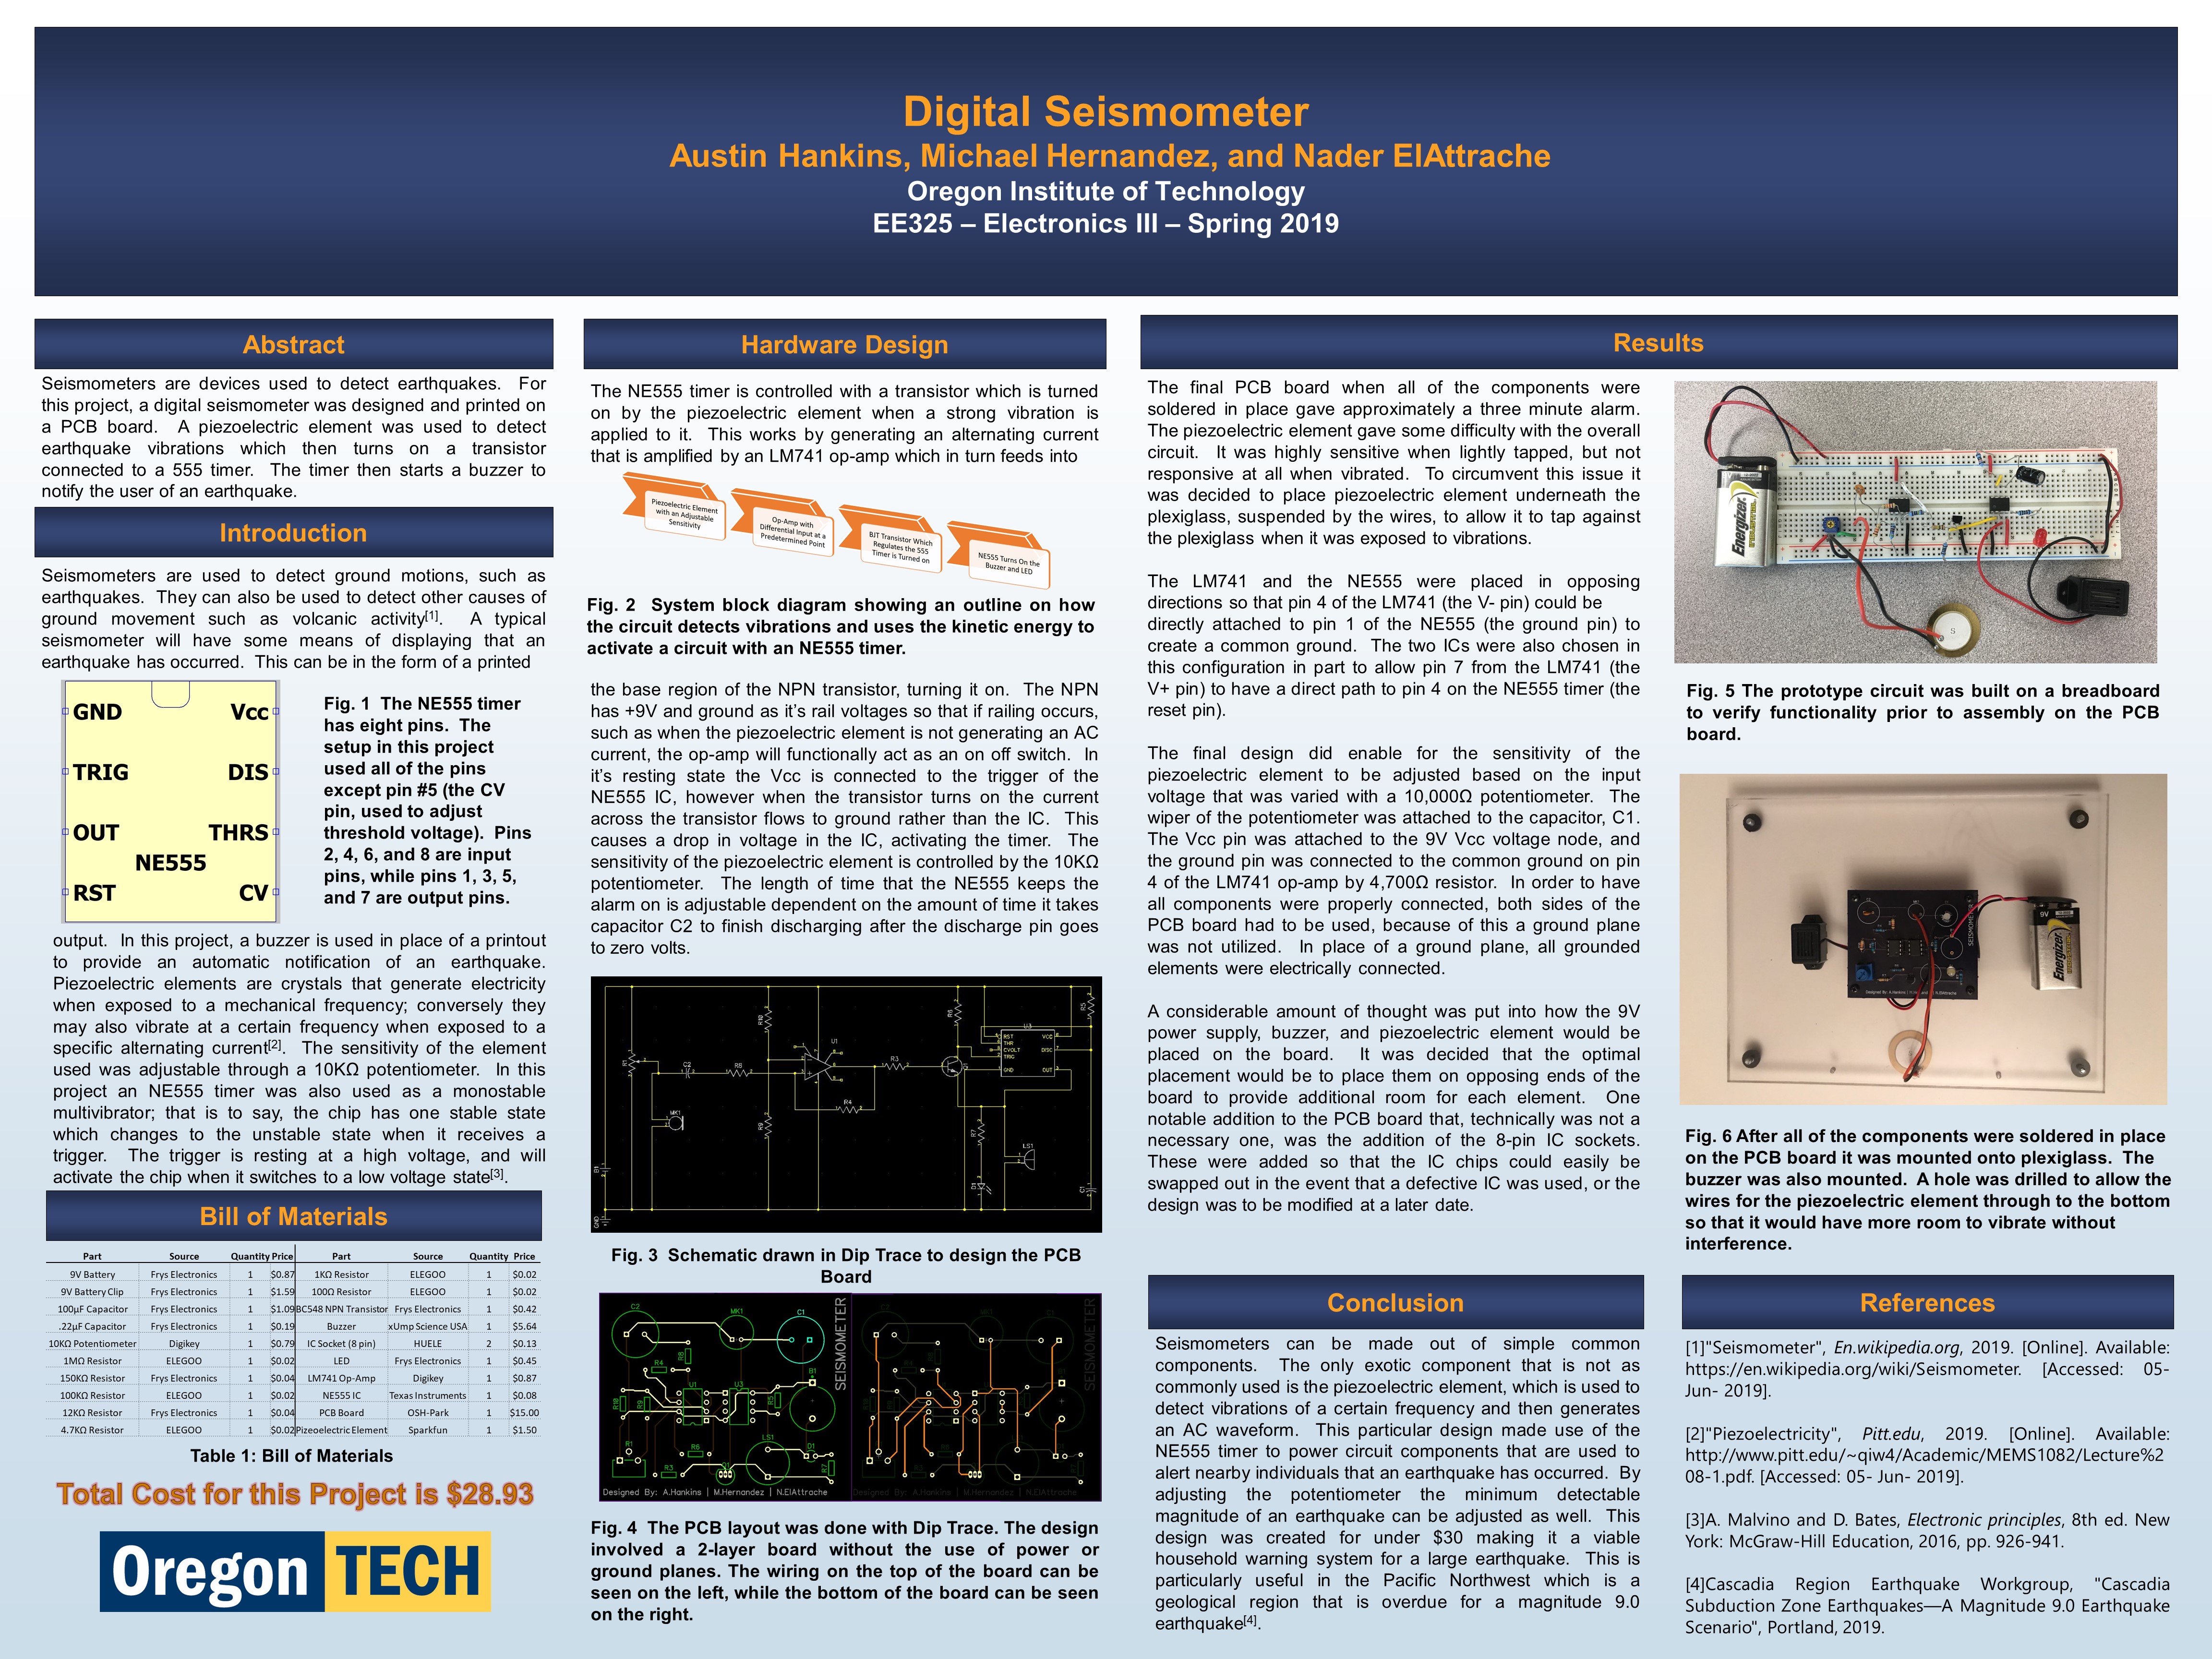 Digital Seismometer
Austin Hankins, Michael Hernandez, and Nader ElAttrache
Oregon Institute of Technology
EE325 – Electronics III – Spring 2019
Abstract
Seismometers are devices used to detect earthquakes. For
this project, a digital seismometer was designed and printed on
a PCB board. A piezoelectric element was used to detect
earthquake vibrations which then turns on a transistor
connected to a 555 timer. The timer then starts a buzzer to
notify the user of an earthquake.
Introduction
Seismometers are used to detect ground motions, such as
earthquakes. They can also be used to detect other causes of
ground movement such as volcanic activity[1]. A typical
seismometer will have some means of displaying that an
earthquake has occurred. This can be in the form of a printed
GND Vcc
TRIG DIS
OUT THRS
NE555
RST CV
Fig. 1 The NE555 timer
has eight pins. The
setup in this project
used all of the pins
except pin #5 (the CV
pin, used to adjust
threshold voltage). Pins
2, 4, 6, and 8 are input
pins, while pins 1, 3, 5,
and 7 are output pins.
output. In this project, a buzzer is used in place of a printout
to provide an automatic notification of an earthquake.
Piezoelectric elements are crystals that generate electricity
when exposed to a mechanical frequency; conversely they
may also vibrate at a certain frequency when exposed to a
specific alternating current[2]. The sensitivity of the element
used was adjustable through a 10KΩ potentiometer. In this
project an NE555 timer was also used as a monostable
multivibrator; that is to say, the chip has one stable state
which changes to the unstable state when it receives a
trigger. The trigger is resting at a high voltage, and will
activate the chip when it switches to a low voltage state[3].
Bill of Materials
Part Source Quantity Price Part Source Quantity Price
9V Battery Frys Electronics 1 $0.87 1KΩ Resistor ELEGOO 1 $0.02
9V Battery Clip Frys Electronics 1 $1.59 100Ω Resistor ELEGOO 1 $0.02
100µF Capacitor Frys Electronics 1 $1.09 BC548 NPN Transistor Frys Electronics 1 $0.42
.22µF Capacitor Frys Electronics 1 $0.19 Buzzer xUmp Science USA 1 $5.64
10KΩ Potentiometer Digikey 1 $0.79 IC Socket (8 pin) HUELE 2 $0.13
1MΩ Resistor ELEGOO 1 $0.02 LED Frys Electronics 1 $0.45
150KΩ Resistor Frys Electronics 1 $0.04 LM741 Op-Amp Digikey 1 $0.87
100KΩ Resistor ELEGOO 1 $0.02 NE555 IC Texas Instruments 1 $0.08
12KΩ Resistor Frys Electronics 1 $0.04 PCB Board OSH-Park 1 $15.00
4.7KΩ Resistor ELEGOO 1 $0.02 Pizeoelectric Element Sparkfun 1 $1.50
Table 1: Bill of Materials
Total Cost for this Project is $28.93
Oregon TECH
Hardware Design
The NE555 timer is controlled with a transistor which is turned
on by the piezoelectric element when a strong vibration is
applied to it. This works by generating an alternating current
that is amplified by an LM741 op-amp which in turn feeds into
Piezoelectric Element
with an Adjustable
Sensitivity
Op-Amp with
Differential Input at a
Predetermined Point
BJT Transistor Which
Regulates the 555
Timer is Turned on
NE555 Turns On the
Buzzer and LED
Fig. 2 System block diagram showing an outline on how
the circuit detects vibrations and uses the kinetic energy to
activate a circuit with an NE555 timer.
the base region of the NPN transistor, turning it on. The NPN
has +9V and ground as it's rail voltages so that if railing occurs,
such as when the piezoelectric element is not generating an AC
current, the op-amp will functionally act as an on off switch. In
it's resting state the Vcc is connected to the trigger of the
NE555 IC, however when the transistor turns on the current
across the transistor flows to ground rather than the IC. This
causes a drop in voltage in the IC, activating the timer. The
sensitivity of the piezoelectric element is controlled by the 10KΩ
potentiometer. The length of time that the NE555 keeps the
alarm on is adjustable dependent on the amount of time it takes
capacitor C2 to finish discharging after the discharge pin goes
to zero volts.
R1 C2 MK1 R6 R10 R9 U1 R4 R3 R8 U3 R5 R7 LS1 D1 C1 B1 GND
RST VCC
THR
CVOLT DISC
TRIG
GND OUT
Fig. 3 Schematic drawn in Dip Trace to design the PCB
Board
C2 MK1 C1 R8 R4 B1 U1 U3 R10 R9 R5 R1 R6 LS1 D1 R3 R7
SEISMOMETER
Designed By: A.Hankins | M.Hernandez | N.ElAttrache
SEISMOMETER
Designed By: A.Hankins | M.Hernandez | N.ElAttrache
Fig. 4 The PCB layout was done with Dip Trace. The design
involved a 2-layer board without the use of power or
ground planes. The wiring on the top of the board can be
seen on the left, while the bottom of the board can be seen
on the right.
Results
The final PCB board when all of the components were
soldered in place gave approximately a three minute alarm.
The piezoelectric element gave some difficulty with the overall
circuit. It was highly sensitive when lightly tapped, but not
responsive at all when vibrated. To circumvent this issue it
was decided to place piezoelectric element underneath the
plexiglass, suspended by the wires, to allow it to tap against
the plexiglass when it was exposed to vibrations.
The LM741 and the NE555 were placed in opposing
directions so that pin 4 of the LM741 (the V- pin) could be
directly attached to pin 1 of the NE555 (the ground pin) to
create a common ground. The two ICs were also chosen in
this configuration in part to allow pin 7 from the LM741 (the
V+ pin) to have a direct path to pin 4 on the NE555 timer (the
reset pin).
The final design did enable for the sensitivity of the
piezoelectric element to be adjusted based on the input
voltage that was varied with a 10,000Ω potentiometer. The
wiper of the potentiometer was attached to the capacitor, C1.
The Vcc pin was attached to the 9V Vcc voltage node, and
the ground pin was connected to the common ground on pin
4 of the LM741 op-amp by 4,700Ω resistor. In order to have
all components were properly connected, both sides of the
PCB board had to be used, because of this a ground plane
was not utilized. In place of a ground plane, all grounded
elements were electrically connected.
A considerable amount of thought was put into how the 9V
power supply, buzzer, and piezoelectric element would be
placed on the board. It was decided that the optimal
placement would be to place them on opposing ends of the
board to provide additional room for each element. One
notable addition to the PCB board that, technically was not a
necessary one, was the addition of the 8-pin IC sockets.
These were added so that the IC chips could easily be
swapped out in the event that a defective IC was used, or the
design was to be modified at a later date.
Energizer
S
Fig. 5 The prototype circuit was built on a breadboard
to verify functionality prior to assembly on the PCB
board.
SEISMOMETER
9V
Energizer
Fig. 6 After all of the components were soldered in place
on the PCB board it was mounted onto plexiglass. The
buzzer was also mounted. A hole was drilled to allow the
wires for the piezoelectric element through to the bottom
so that it would have more room to vibrate without
interference.
Conclusion
Seismometers can be made out of simple common
components. The only exotic component that is not as
commonly used is the piezoelectric element, which is used to
detect vibrations of a certain frequency and then generates
an AC waveform. This particular design made use of the
NE555 timer to power circuit components that are used to
alert nearby individuals that an earthquake has occurred. By
adjusting the potentiometer the minimum detectable
magnitude of an earthquake can be adjusted as well. This
design was created for under $30 making it a viable
household warning system for a large earthquake. This is
particularly useful in the Pacific Northwest which is a
geological region that is overdue for a magnitude 9.0
earthquake[4].
References
[1]"Seismometer", En.wikipedia.org, 2019. [Online]. Available:
https://en.wikipedia.org/wiki/Seismometer. [Accessed: 05-
Jun- 2019].
[2]"Piezoelectricity", Pitt.edu, 2019. [Online]. Available:
http://www.pitt.edu/~qiw4/Academic/MEMS1082/Lecture%2
08-1.pdf. [Accessed: 05- Jun- 2019].
[3]A. Malvino and D. Bates, Electronic principles, 8th ed. New
York: McGraw-Hill Education, 2016, pp. 926-941.
[4]Cascadia Region Earthquake Workgroup, "Cascadia
Subduction Zone Earthquakes—A Magnitude 9.0 Earthquake
Scenario", Portland, 2019.